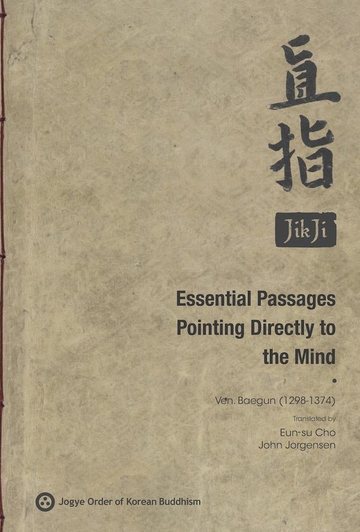 直指
JikJi
Essential Passages
Pointing Directly to
the Mind
Ven. Baegun (1298-1374)
Translated by
Eun-su Cho
John Jorgensen
Jogye Order of Korean Buddhism